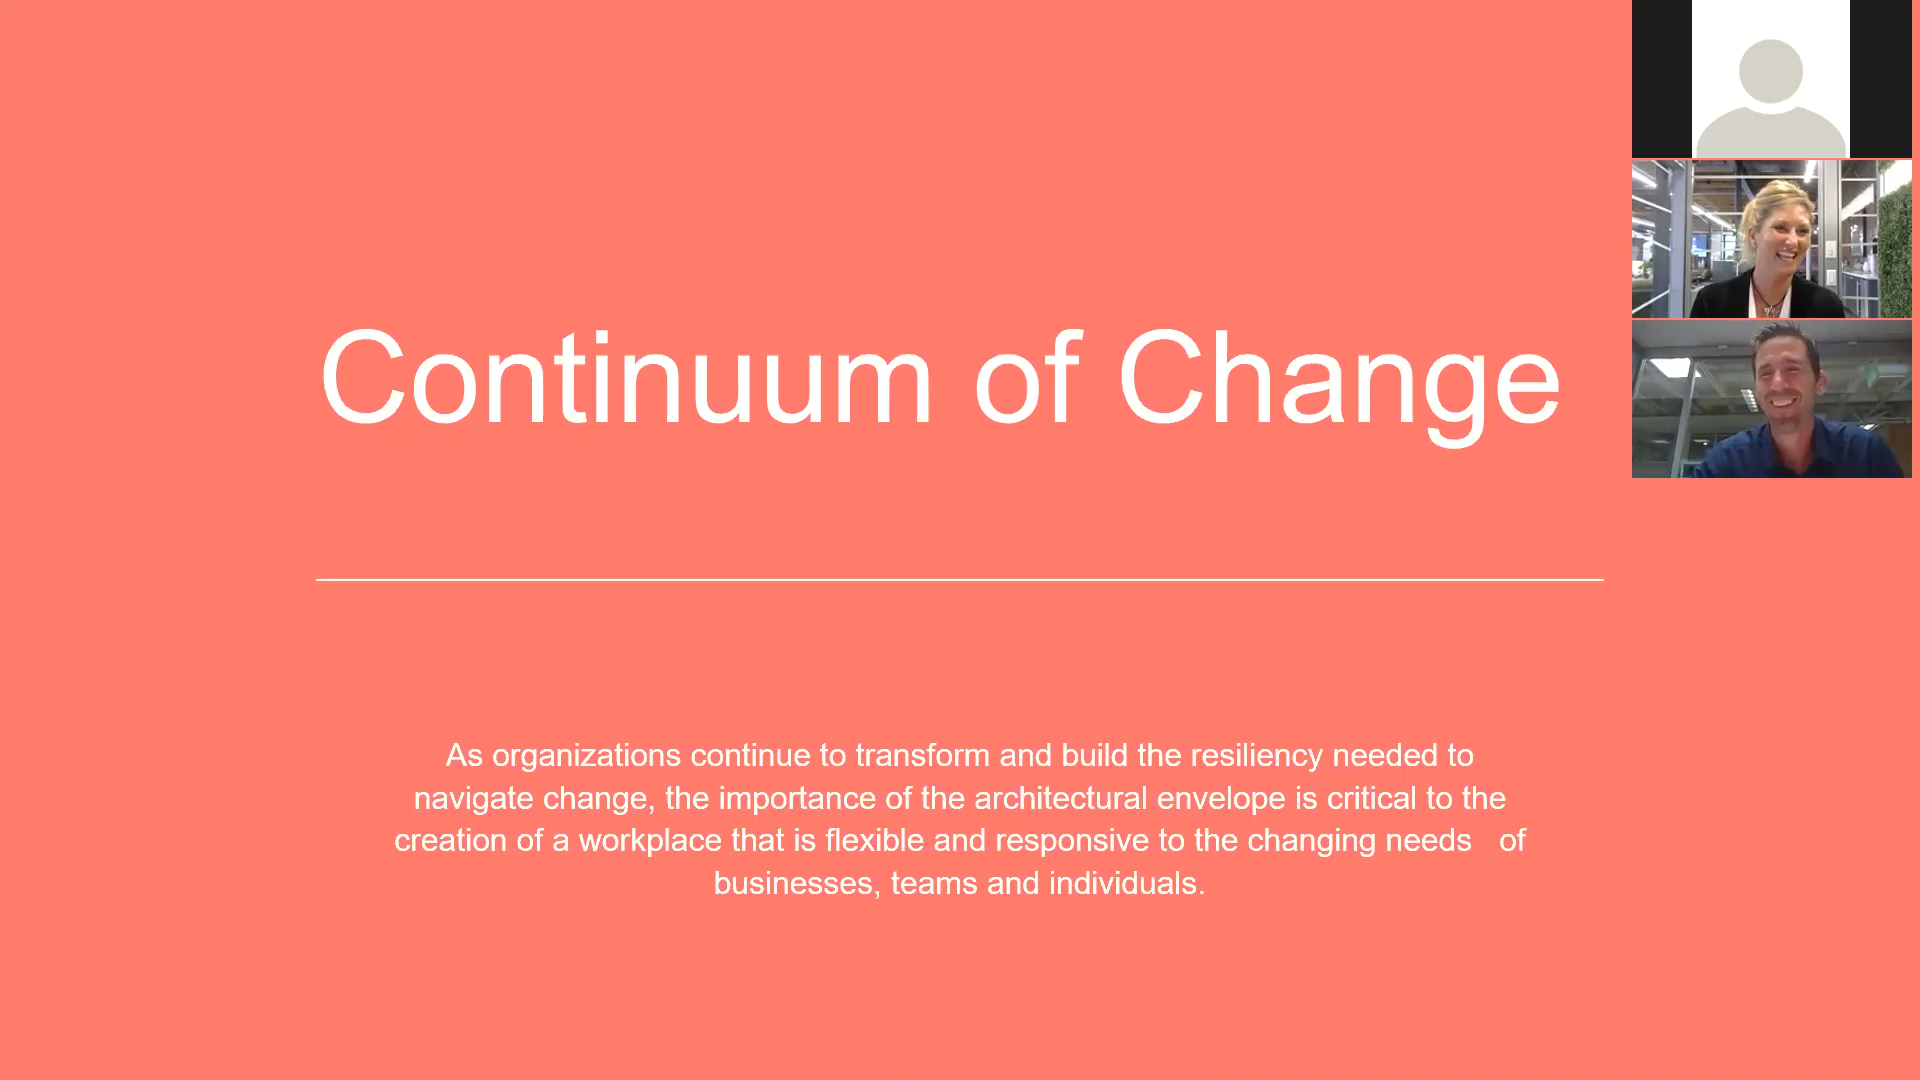 Continuum of Change
As organizations continue to transform and build the resiliency needed to
navigate change, the importance of the architectural envelope is critical to the
creation of a workplace that is flexible and responsive to the changing needs of
businesses, teams and individuals.